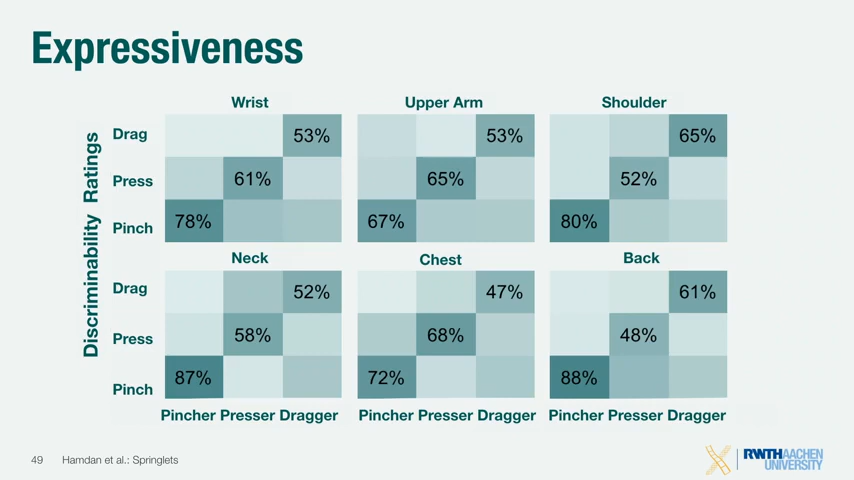 Expressiveness
Discriminability Ratings
Wrist
Upper Arm
Shoulder
Drag
53%
53%
65%
Press
61%
65%
52%
Pinch
78%
67%
80%
Neck
Chest
Back
Drag
52%
47%
61%
Press
58%
68%
48%
Pinch
87%
72%
88%
Pincher Presser Dragger
Pincher Presser Dragger
Pincher Presser Dragger
49
Hamdan et al.: Springlets
RWTHAACHEN
UNIVERSITY